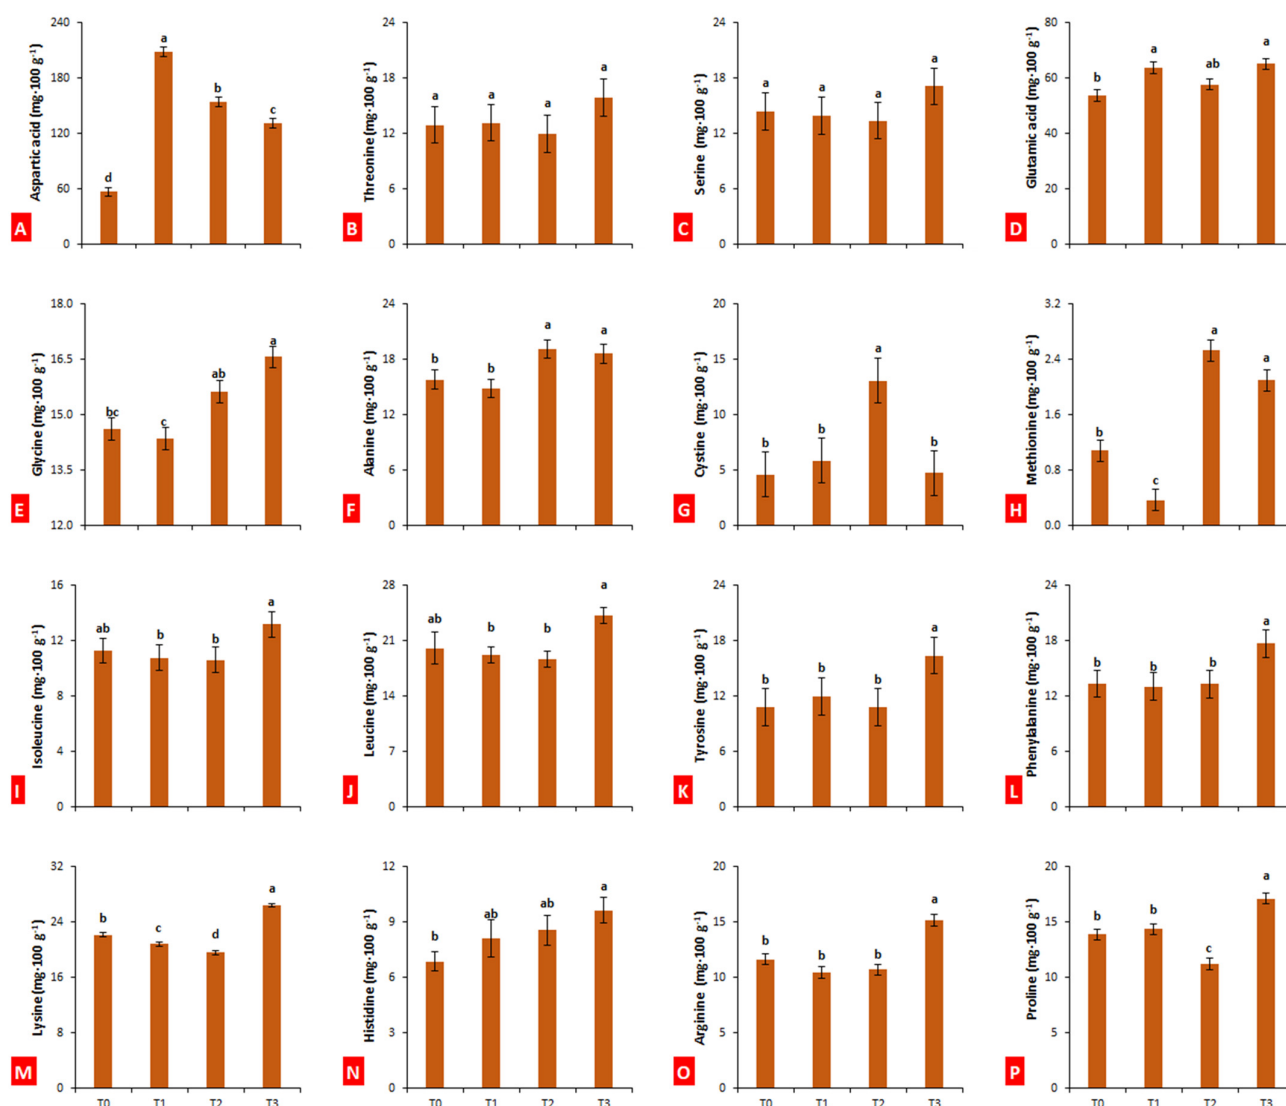 Aspartic acid (mg·100 g⁻¹)
240
180
120
60
0
d
a
b
c
A
Threonine (mg·100 g⁻¹)
24
18
12
6
0
a
a
a
a
B
Serine (mg·100 g⁻¹)
24
18
12
6
0
a
a
a
a
C
Glutamic acid (mg·100 g⁻¹)
80
60
40
20
0
b
a
ab
a
D
Glycine (mg·100 g⁻¹)
18.0
16.5
15.0
13.5
12.0
bc
c
ab
a
E
Alanine (mg·100 g⁻¹)
24
18
12
6
0
b
b
a
a
F
Cystine (mg·100 g⁻¹)
20
15
10
5
0
b
b
a
b
G
Methionine (mg·100 g⁻¹)
3.2
2.4
1.6
0.8
0.0
b
c
a
a
H
Isoleucine (mg·100 g⁻¹)
16
12
8
4
0
ab
b
b
a
I
Leucine (mg·100 g⁻¹)
28
21
14
7
0
ab
b
b
a
J
Tyrosine (mg·100 g⁻¹)
24
18
12
6
0
b
b
b
a
K
Phenylalanine (mg·100 g⁻¹)
24
18
12
6
0
b
b
b
a
L
Lysine (mg·100 g⁻¹)
32
24
16
8
0
b
c
d
a
M
T0 T1 T2 T3
Histidine (mg·100 g⁻¹)
12
9
6
3
0
b
ab
ab
a
N
T0 T1 T2 T3
Arginine (mg·100 g⁻¹)
20
15
10
5
0
b
b
b
a
O
T0 T1 T2 T3
Proline (mg·100 g⁻¹)
20
15
10
5
0
b
b
c
a
P
T0 T1 T2 T3